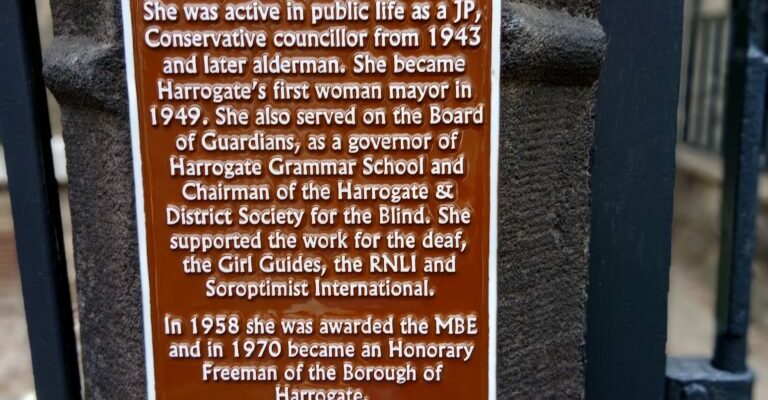 She was active in public life as a JP,
Conservative councillor from 1943
and later alderman. She became
Harrogate's first woman mayor in
1949. She also served on the Board
of Guardians, as a governor of
Harrogate Grammar School and
Chairman of the Harrogate &
District Society for the Blind. She
supported the work for the deaf,
the Girl Guides, the RNLI and
Soroptimist International.
In 1958 she was awarded the MBE
and in 1970 became an Honorary
Freeman of the Borough of
Harrogate.